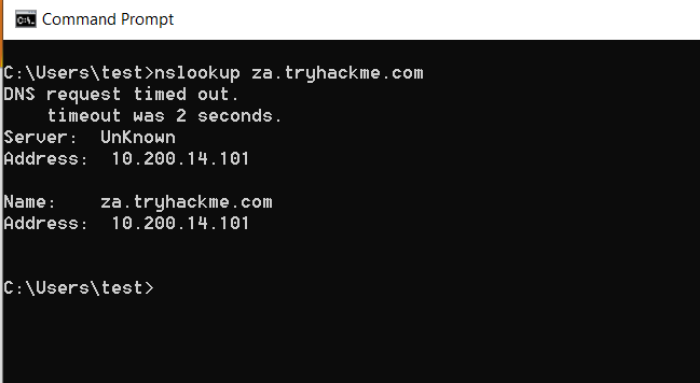 Command Prompt
C:\Users\test>nslookup za.tryhackme.com
DNS request timed out.
    timeout was 2 seconds.
Server:  UnKnown
Address:  10.200.14.101
Name:    za.tryhackme.com
Address:  10.200.14.101
C:\Users\test>